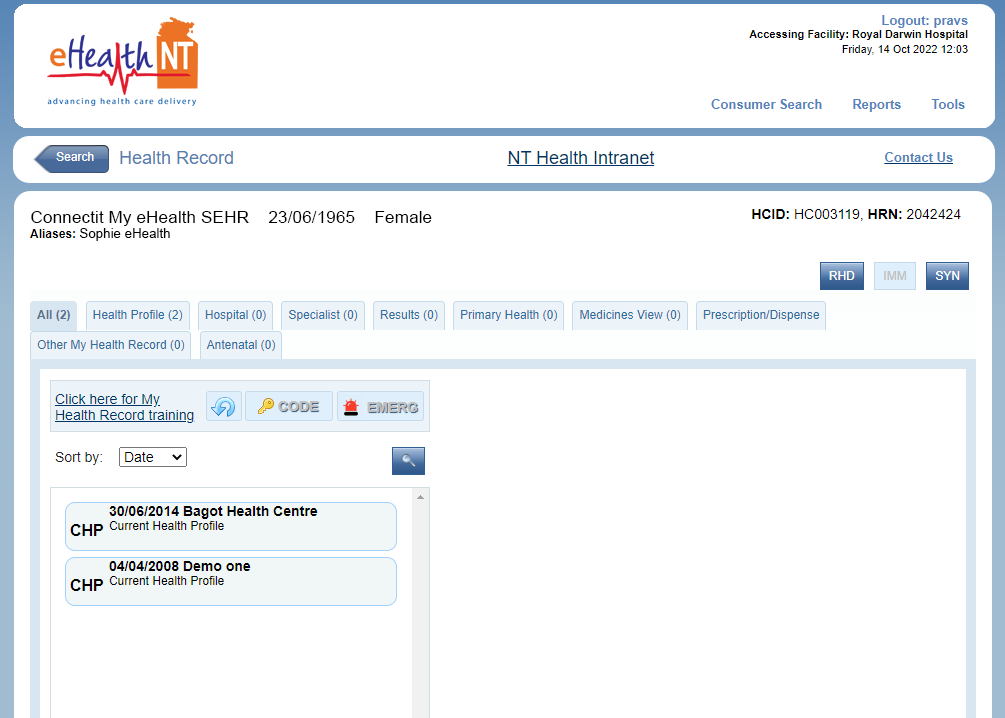 eHealth NT
advancing health care delivery
Logout: pravs
Accessing Facility: Royal Darwin Hospital
Friday, 14 Oct 2022 12:03
Consumer Search Reports Tools
Search Health Record NT Health Intranet Contact Us
Connectit My eHealth SEHR 23/06/1965 Female HCID: HC003119, HRN: 2042424
Aliases: Sophie eHealth
RHD IMM SYN
All (2) Health Profile (2) Hospital (0) Specialist (0) Results (0) Primary Health (0) Medicines View (0) Prescription/Dispense
Other My Health Record (0) Antenatal (0)
Click here for My
Health Record training
CODE EMERG
Sort by: Date
30/06/2014 Bagot Health Centre
CHP Current Health Profile
04/04/2008 Demo one
CHP Current Health Profile